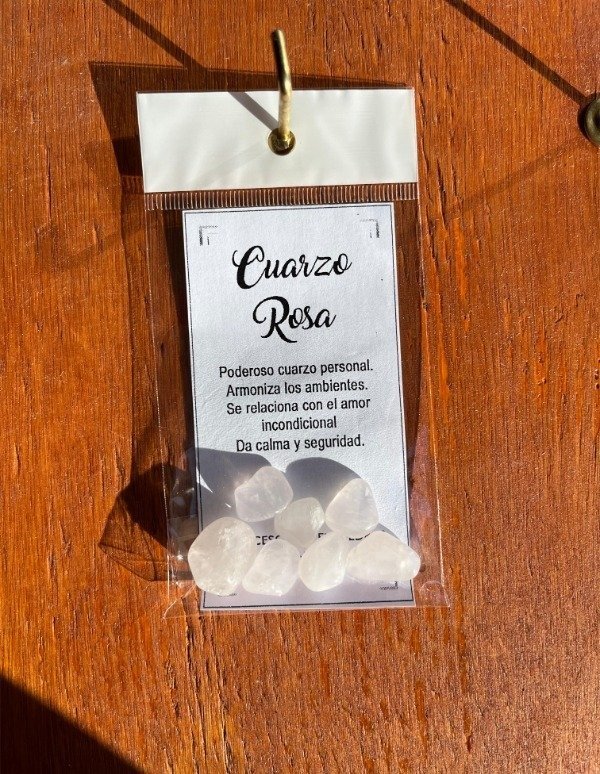 Cuarzo
Rosa
Poderoso cuarzo personal.
Armoniza los ambientes.
Se relaciona con el amor
incondicional
Da calma y seguridad.